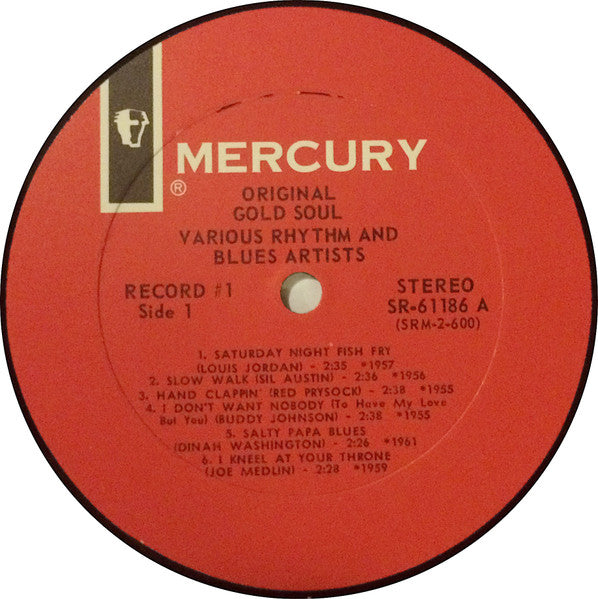 MERCURY
®
ORIGINAL
GOLD SOUL
VARIOUS RHYTHM AND
BLUES ARTISTS
RECORD #1
Side 1
STEREO
SR-61186 A
(SRM-2-600)
1. SATURDAY NIGHT FISH FRY
(LOUIS JORDAN) - 2:35 *1957
2. SLOW WALK (SIL AUSTIN) - 2:36 *1956
3. HAND CLAPPIN' (RED PRYSOCK) - 2:38 *1955
4. I DON'T WANT NOBODY (To Have My Love
But You) (BUDDY JOHNSON) - 2:38 *1955
5. SALTY PAPA BLUES
(DINAH WASHINGTON) - 2:26 *1961
6. I KNEEL AT YOUR THRONE
(JOE MEDLIN) - 2:28 *1959